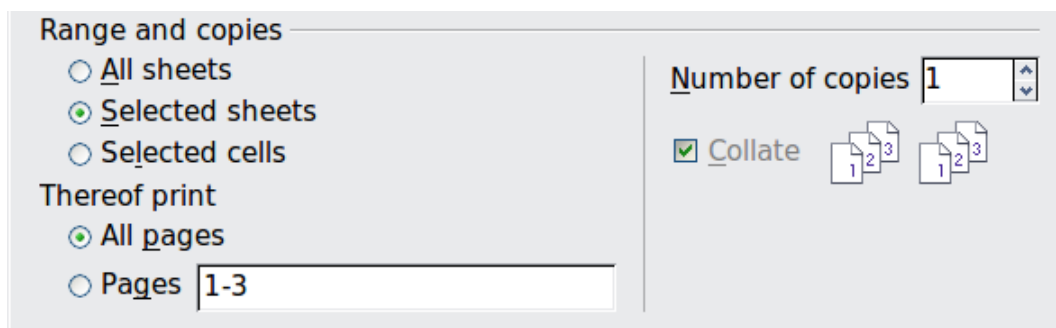 Range and copies
All sheets
Selected sheets
Selected cells
Thereof print
All pages
Pages 1-3
Number of copies 1
Collate 1 2 3 1 2 3